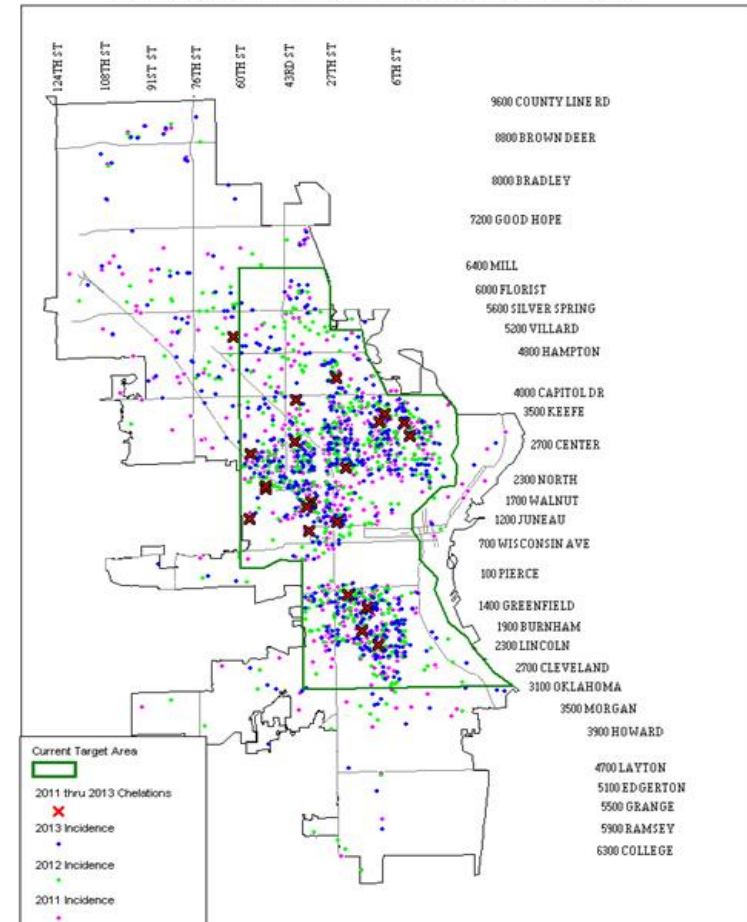 124TH ST
108TH ST
91ST ST
76TH ST
60TH ST
43RD ST
27TH ST
6TH ST
9600 COUNTY LINE RD
8800 BROWN DEER
8000 BRADLEY
7200 GOOD HOPE
6400 MILL
6000 FLORIST
5600 SILVER SPRING
5200 VILLARD
4800 HAMPTON
4000 CAPITOL DR
3500 KEEFE
2700 CENTER
2300 NORTH
1700 WALNUT
1200 JUNEAU
700 WISCONSIN AVE
100 PIERCE
1400 GREENFIELD
1900 BURNHAM
2300 LINCOLN
2700 CLEVELAND
3100 OKLAHOMA
3500 MORGAN
3900 HOWARD
4700 LAYTON
5100 EDGERTON
5500 GRANGE
5900 RAMSEY
6300 COLLEGE
Current Target Area
2011 thru 2013 Chelations
2013 Incidence
2012 Incidence
2011 Incidence